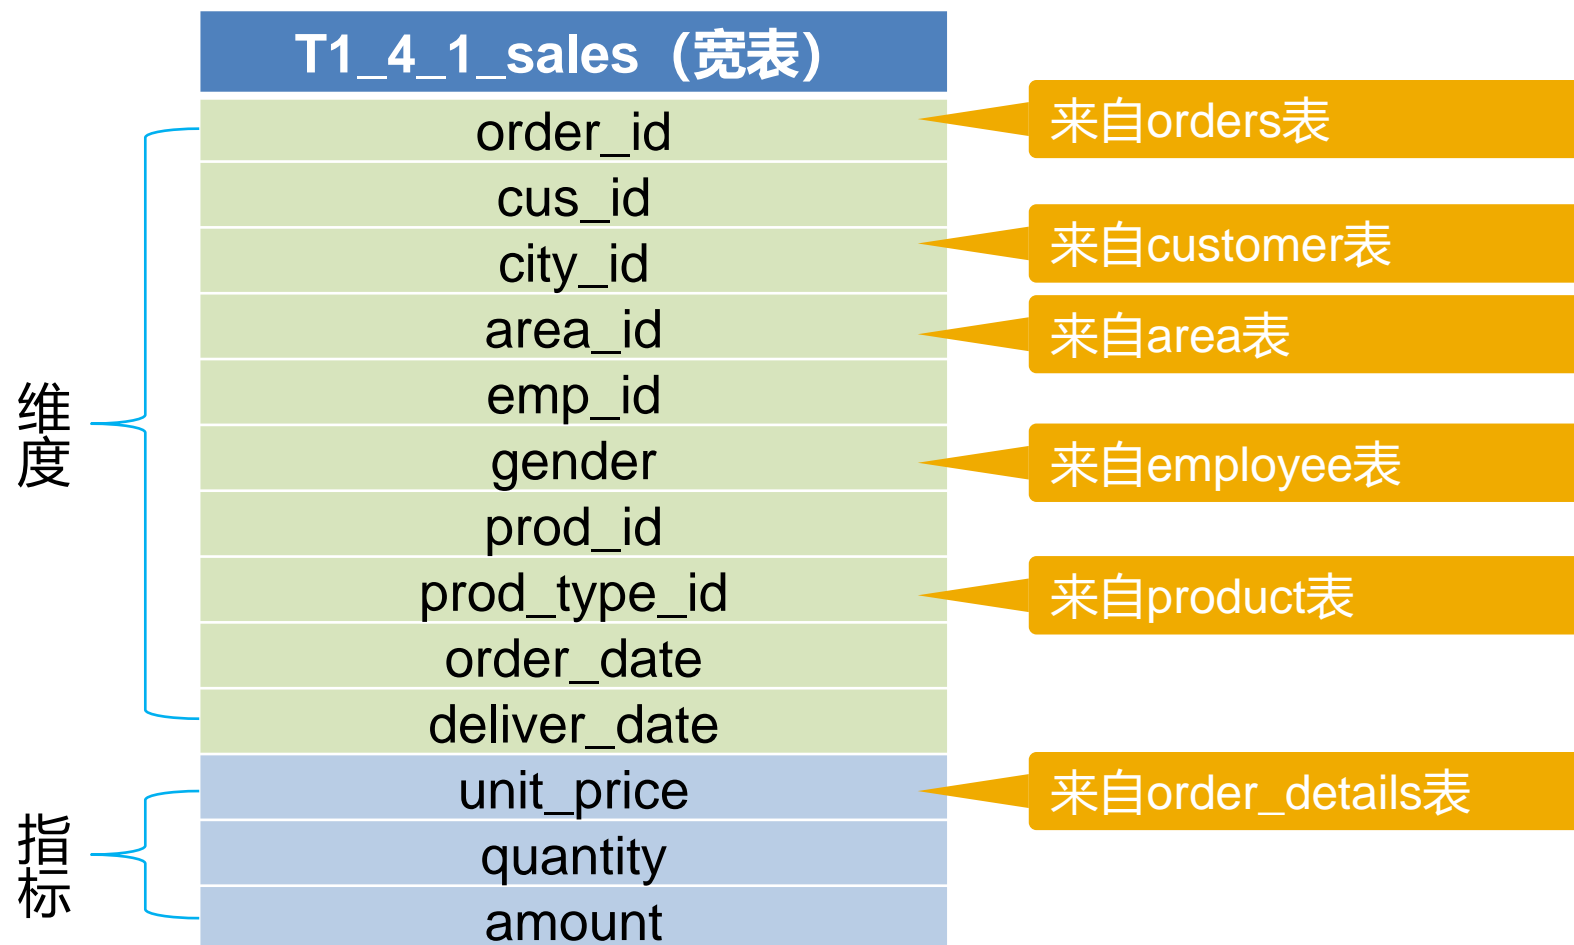 T1_4_1_sales（宽表）
order_id
来自orders表
cus_id
city_id
来自customer表
area_id
来自area表
emp_id
gender
来自employee表
prod_id
prod_type_id
来自product表
order_date
deliver_date
维度
unit_price
来自order_details表
quantity
amount
指标